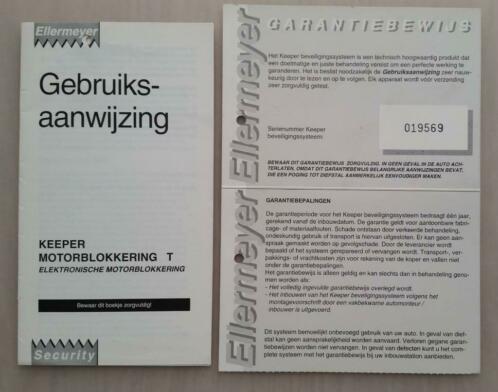 Ellermeyer
Gebruiks-
aanwijzing
KEEPER
MOTORBLOKKERING T
ELEKTRONISCHE MOTORBLOKKERING
Bewaar dit boekje zorgvuldig!
Security
Ellermeyer Ellermeyer
GARANTIEBEWIJS
Het Keeper beveiligingssysteem is een technisch hoogwaardig produkt dat
een doelmatige en juiste behandeling vereist om een perfecte werking te
garanderen. Het is beslist noodzakelijk de Gebruiksaanwijzing zeer nauw-
keurig door te lezen en op te volgen. Elk apparaat wordt vóór verzending
zeer zorgvuldig getest.
Serienummer Keeper
beveiligingssysteem:
019569
BEWAAR DIT GARANTIEBEWIJS ZORGVULDIG. IN GEEN GEVAL IN DE AUTO ACH-
TERLATEN, OMDAT DIT GARANTIEBEWIJS BELANGRIJKE AANWIJZINGEN BEVAT,
DIE EEN POGING TOT DIEFSTAL AANMERKELIJK EENVOUDIGER MAKEN.
Ellermeyer
GARANTIEBEPALINGEN
De garantieperiode voor het Keeper beveiligingssysteem bedraagt één jaar,
gerekend vanaf de inbouwdatum. De garantie geldt voor aantoonbare fabri-
cage- of materiaalfouten. Schade ontstaan door verkeerde behandeling,
ondeskundig gebruik of transport is hiervan uitgesloten. Er kan geen aan-
spraak gemaakt worden op gevolgschade. Door de leverancier wordt
bepaald of het systeem gerepareerd of vervangen wordt. Transport-, ver-
pakkings- of vrachtkosten zijn voor rekening van de koper en vallen niet
onder de garantiebepalingen.
Het garantiebewijs is alleen geldig en kan slechts dan in behandeling geno-
men worden als:
- Het volledig ingevulde garantiebewijs overlegd wordt.
- Het inbouwen van het Keeper beveiligingssysteem volgens het
montagevoorschrift door een vakbekwame automonteur /
inbouwer is uitgevoerd.
Dit systeem bemoeilijkt onbevoegd gebruik van uw auto. In geval van dief-
stal kan geen aansprakelijkheid worden aanvaard. Verloren gegane garan-
tiebewijzen worden niet vervangen. In geval van defecten kunt u het com-
plete systeem met het garantiebewijs bij uw inbouwstation aanbieden.